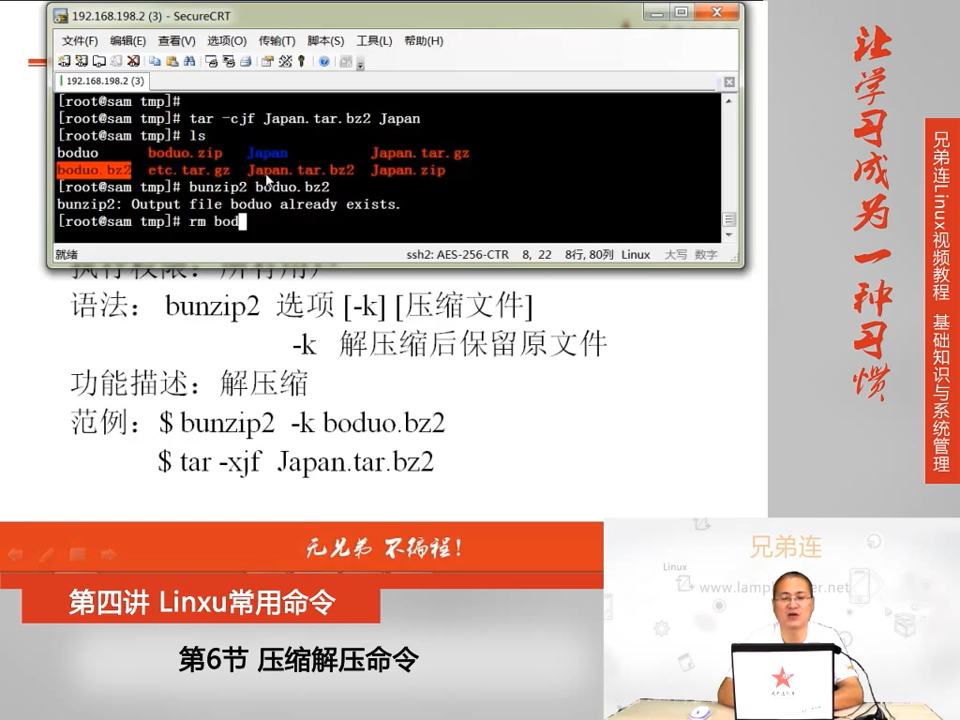 192.168.198.2 (3) - SecureCRT
文件(F) 编辑(E) 查看(V) 选项(O) 传输(T) 脚本(S) 工具(L) 帮助(H)
192.168.198.2 (3)
[root@sam tmp]#
[root@sam tmp]# tar -cjf Japan.tar.bz2 Japan
[root@sam tmp]# ls
boduo boduo.zip Japan Japan.tar.gz
boduo.bz2 etc.tar.gz Japan.tar.bz2 Japan.zip
[root@sam tmp]# bunzip2 boduo.bz2
bunzip2: Output file boduo already exists.
[root@sam tmp]# rm bod
就绪 ssh2: AES-256-CTR 8, 22 8行, 80列 Linux 大写 数字
执行权限：所有用户
语法： bunzip2 选项 [-k] [压缩文件]
-k 解压缩后保留原文件
功能描述：解压缩
范例：$ bunzip2 -k boduo.bz2
$ tar -xjf Japan.tar.bz2
让学习成为一种习惯
兄弟连Linux视频教程 基础知识与系统管理
无兄弟 不编程！
第四讲 Linxu常用命令
第6节 压缩解压命令
兄弟连
Linux